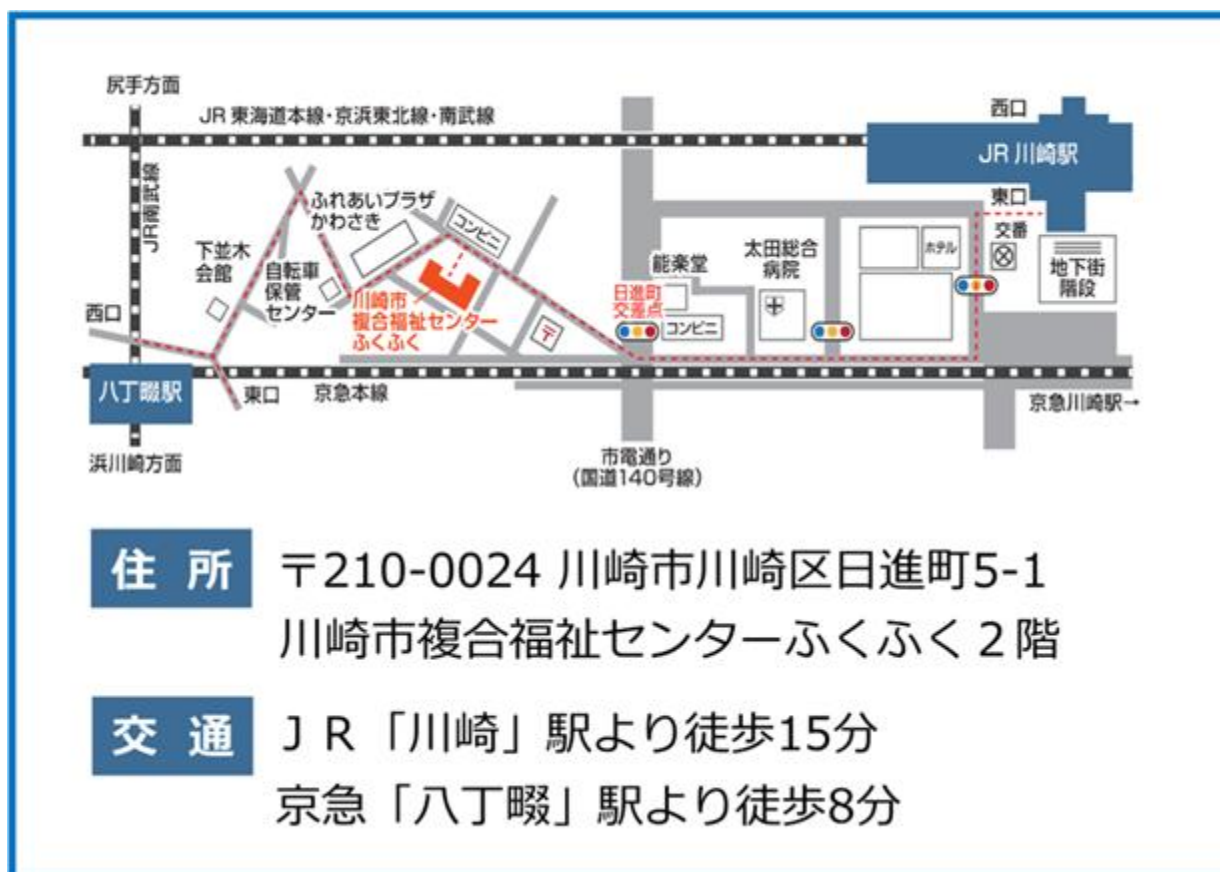 尻手方面
JR 東海道本線・京浜東北線・南武線
西口
JR 川崎駅
東口
JR南武線
ふれあいプラザ
かわさき
コンビニ
下並木
会館
自転車
保管
センター
川崎市
複合福祉センター
ふくふく
〒
日進町
交差点
能楽堂
コンビニ
太田総合
病院
ホテル
交番
地下街
階段
西口
八丁畷駅
東口
京急本線
京急川崎駅→
浜川崎方面
市電通り
(国道140号線)
住所
〒210-0024 川崎市川崎区日進町5-1
川崎市複合福祉センターふくふく2階
交通
JR「川崎」駅より徒歩15分
京急「八丁畷」駅より徒歩8分